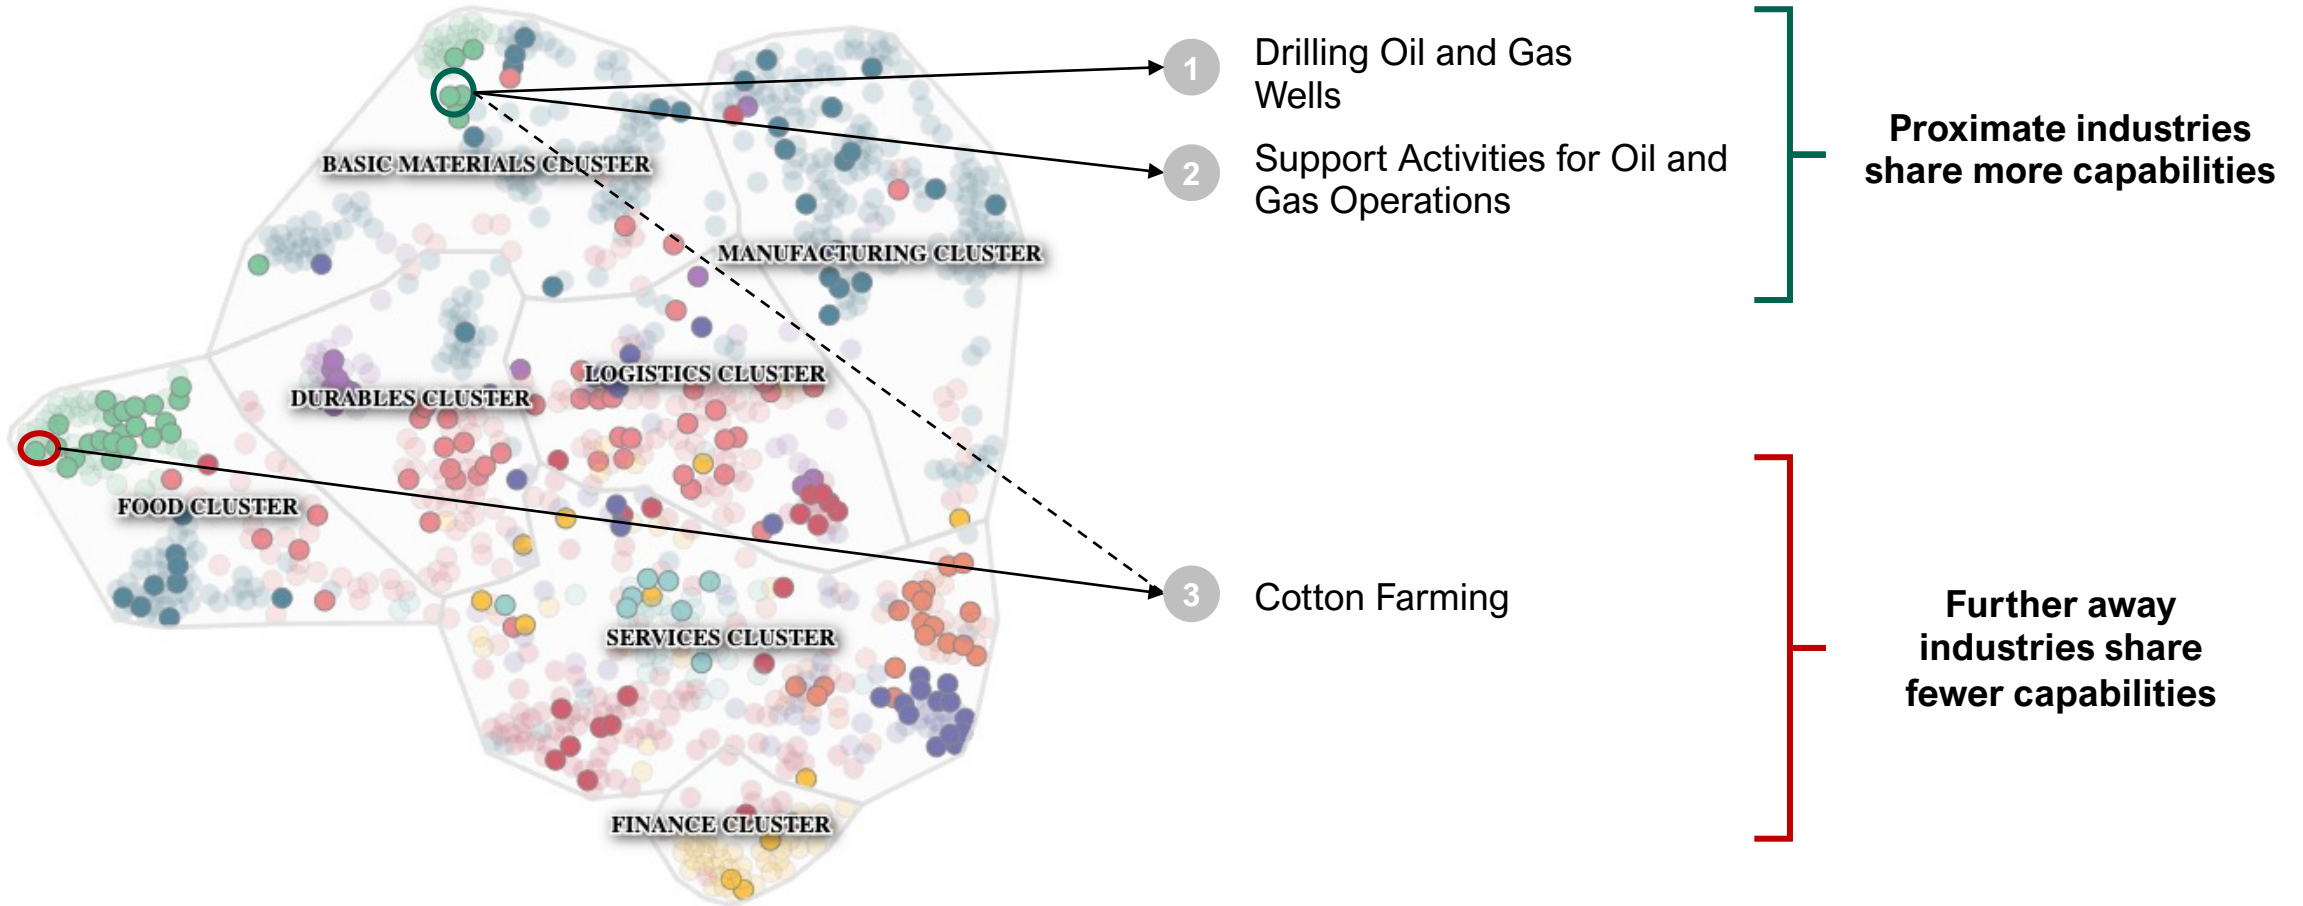 1
Drilling Oil and Gas
Wells
2
Support Activities for Oil and
Gas Operations
Proximate industries
share more capabilities
BASIC MATERIALS CLUSTER
MANUFACTURING CLUSTER
LOGISTICS CLUSTER
DURABLES CLUSTER
FOOD CLUSTER
SERVICES CLUSTER
FINANCE CLUSTER
3
Cotton Farming
Further away
industries share
fewer capabilities